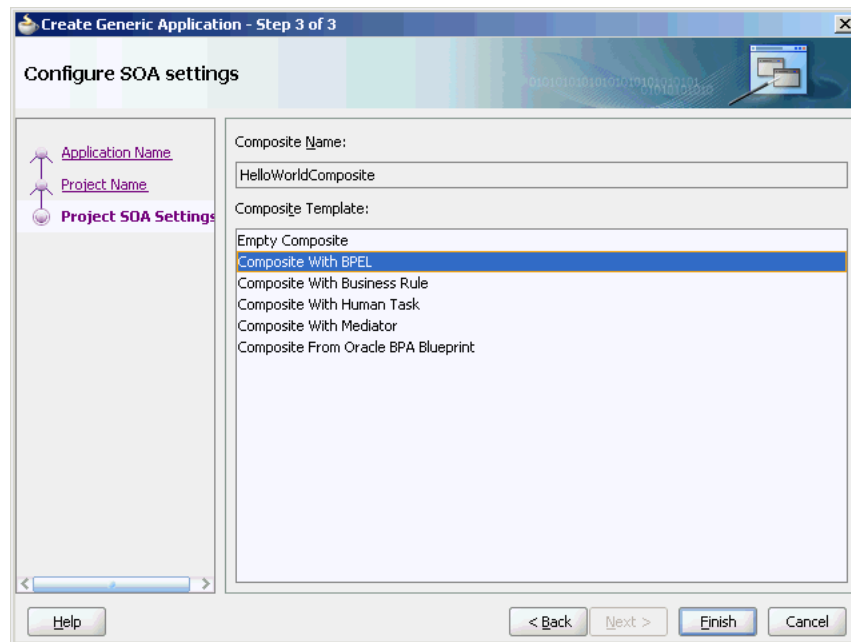 Create Generic Application - Step 3 of 3
Configure SOA settings
Application Name
Project Name
Project SOA Settings
Composite Name:
HelloWorldComposite
Composite Template:
Empty Composite
Composite With BPEL
Composite With Business Rule
Composite With Human Task
Composite With Mediator
Composite From Oracle BPA Blueprint
Help
< Back
Next >
Finish
Cancel